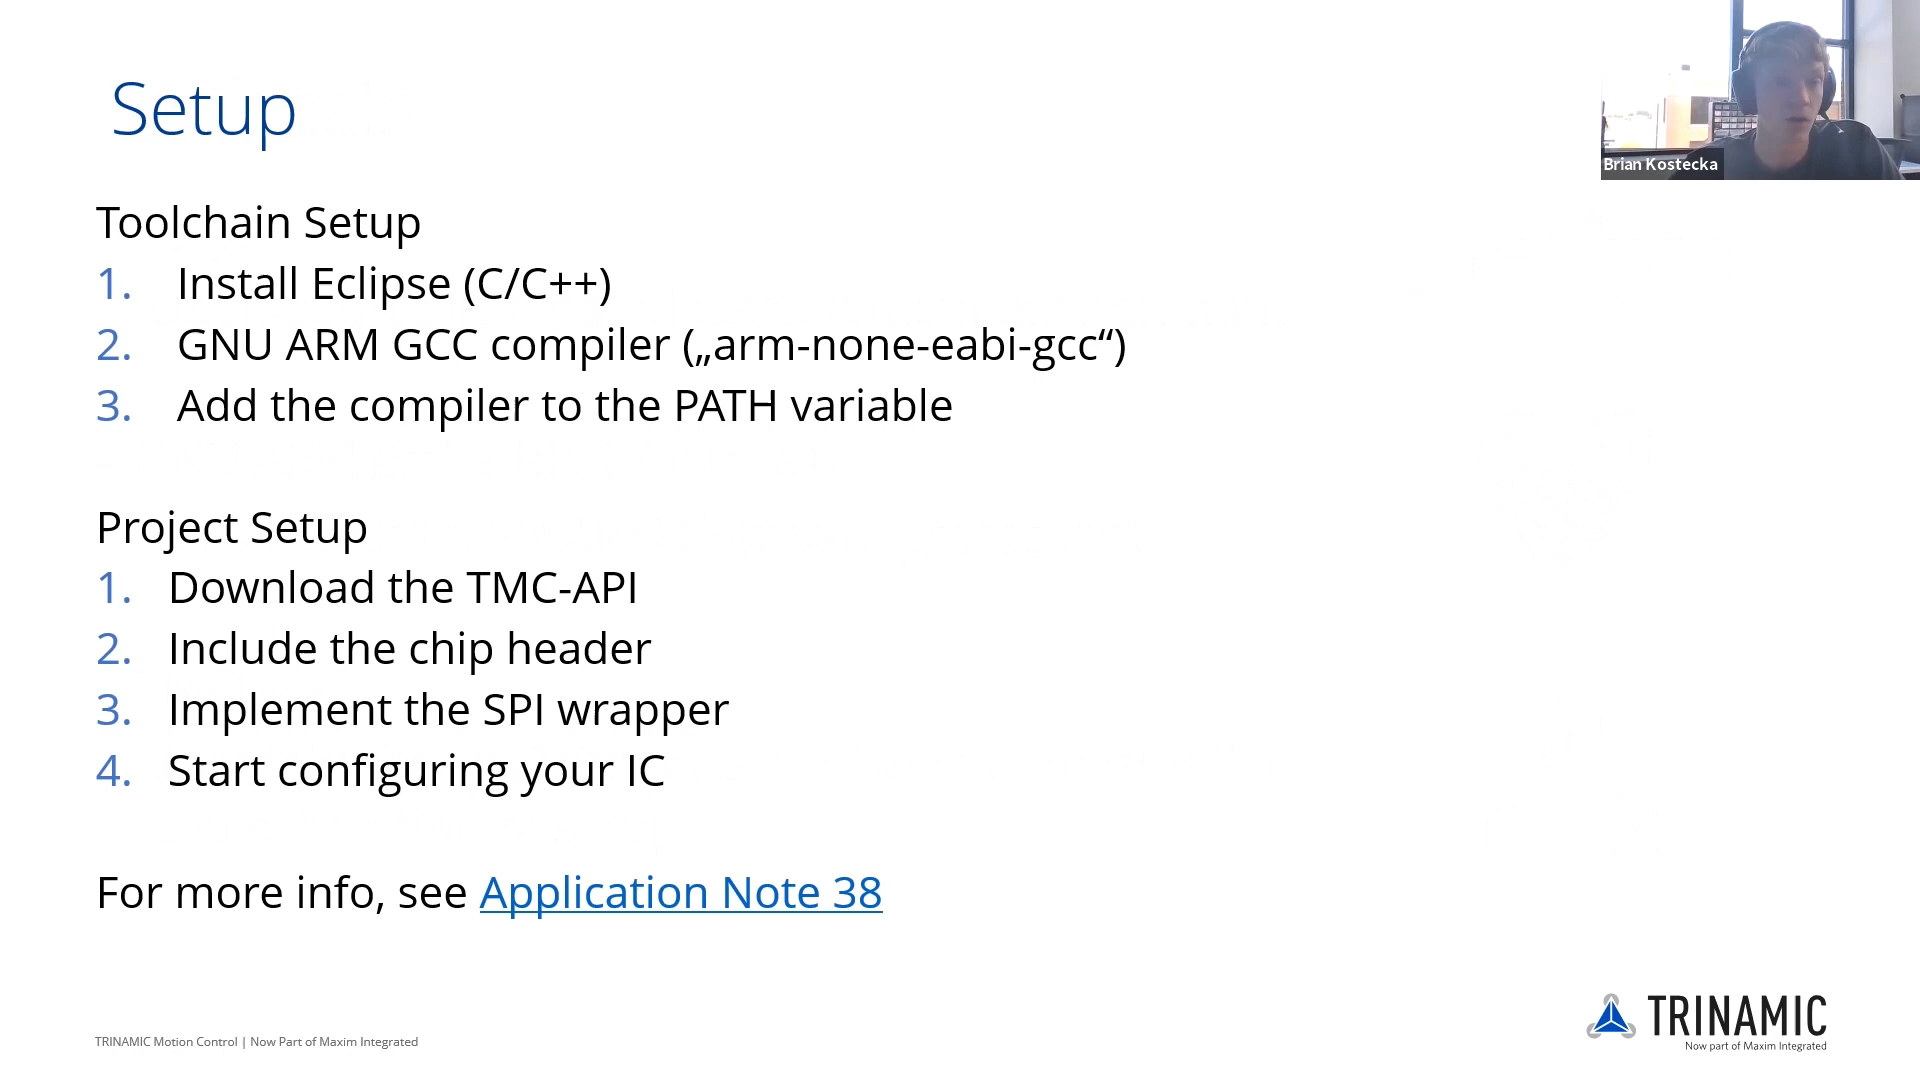 Setup
Brian Kostecka
Toolchain Setup
1. Install Eclipse (C/C++)
2. GNU ARM GCC compiler („arm-none-eabi-gcc“)
3. Add the compiler to the PATH variable
Project Setup
1. Download the TMC-API
2. Include the chip header
3. Implement the SPI wrapper
4. Start configuring your IC
For more info, see Application Note 38
TRINAMIC
Now part of Maxim Integrated
TRINAMIC Motion Control | Now Part of Maxim Integrated